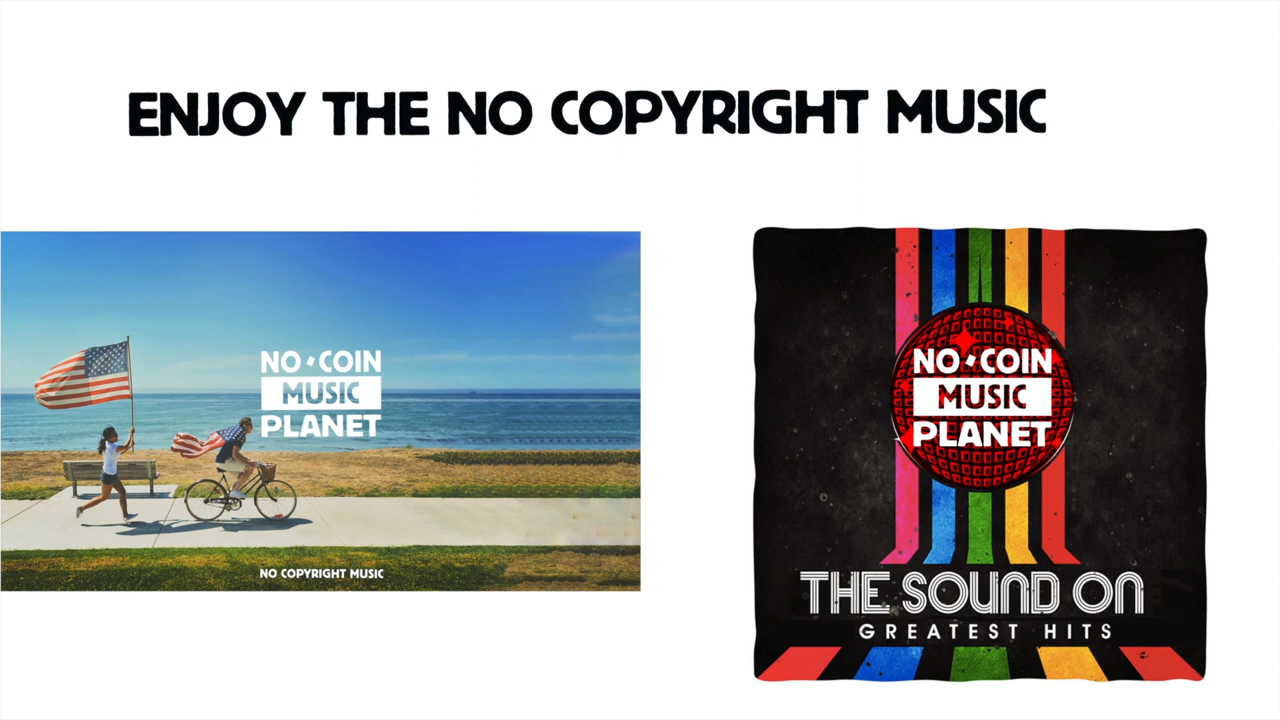 ENJOY THE NO COPYRIGHT MUSIC
NO COIN
MUSIC
PLANET
NO COPYRIGHT MUSIC
NO COIN
MUSIC
PLANET
THE SOUND ON
GREATEST HITS